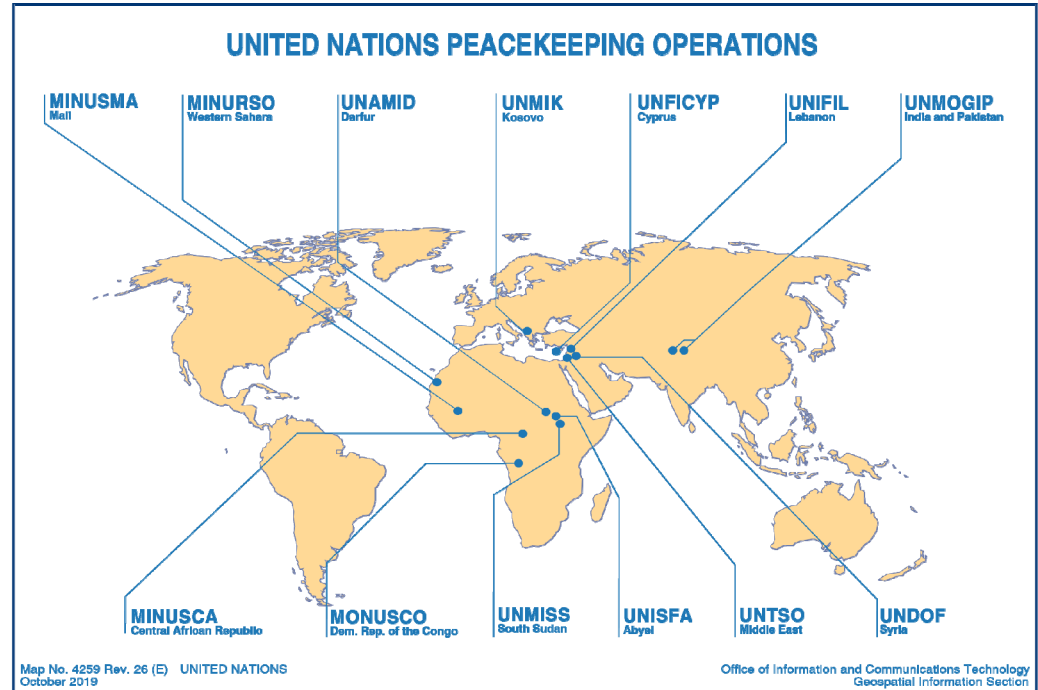 UNITED NATIONS PEACEKEEPING OPERATIONS
MINUSMA
Mali
MINURSO
Western Sahara
UNAMID
Darfur
UNMIK
Kosovo
UNFICYP
Cyprus
UNIFIL
Lebanon
UNMOGIP
India and Pakistan
MINUSCA
Central African Republic
MONUSCO
Dem. Rep. of the Congo
UNMISS
South Sudan
UNISFA
Abyei
UNTSO
Middle East
UNDOF
Syria
Map No. 4259 Rev. 26 (E) UNITED NATIONS
October 2019
Office of Information and Communications Technology
Geospatial Information Section